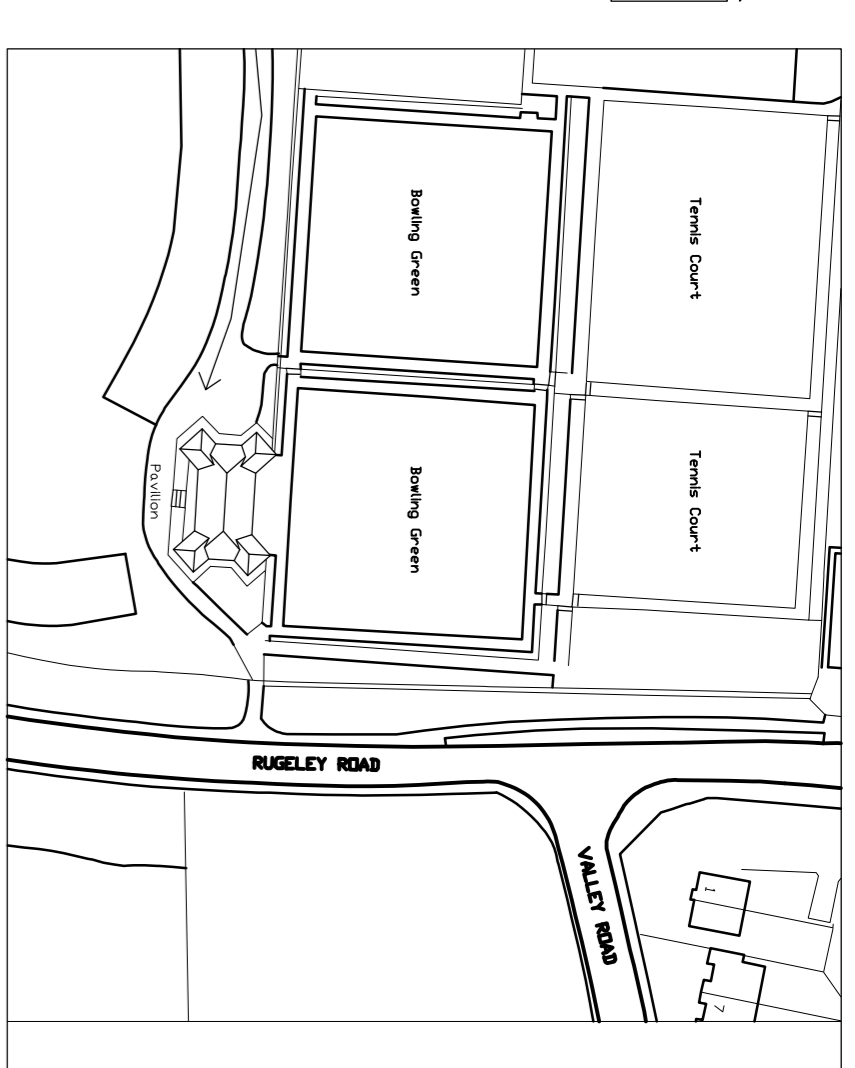 Bowling Green
Tennis Court
Bowling Green
Tennis Court
Pavilion
RUGELEY ROAD
VALLEY ROAD
1
7